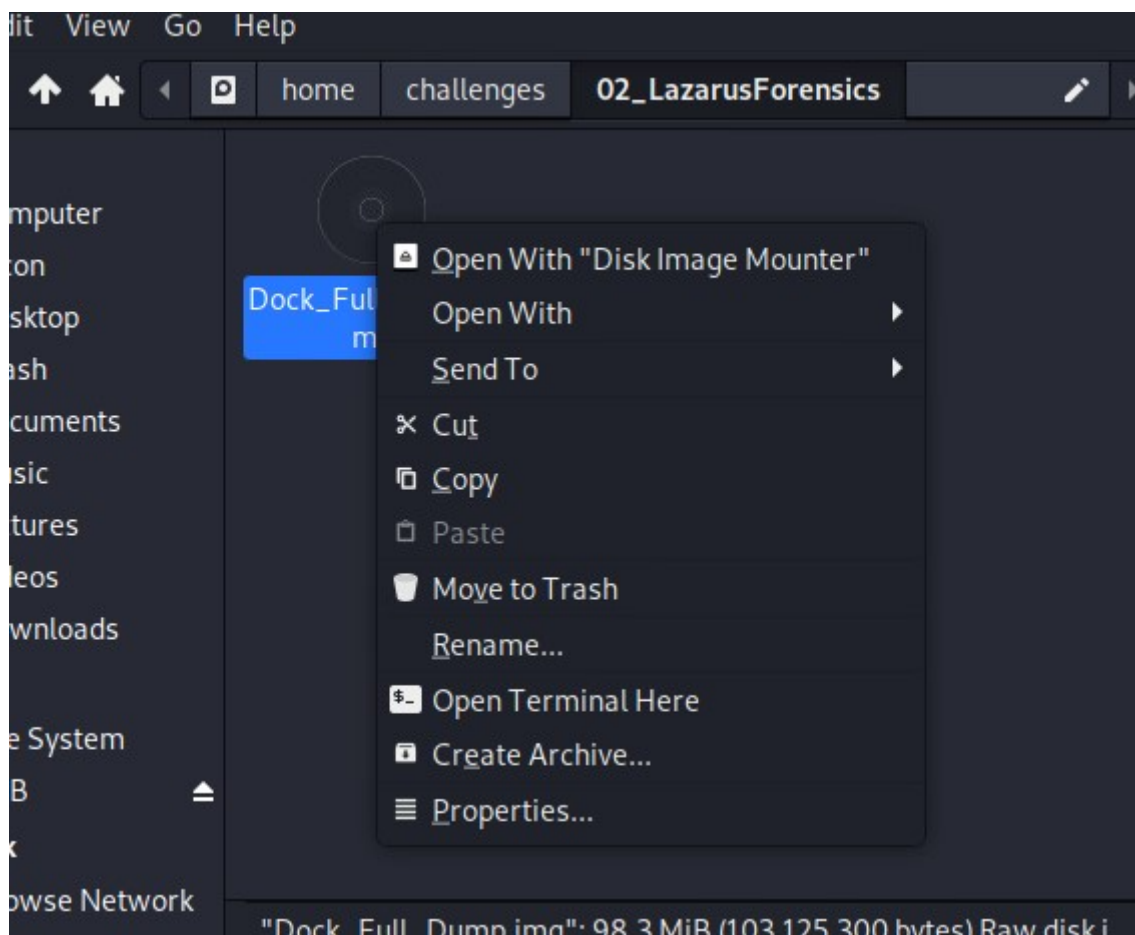 dit View Go Help
home challenges 02_LazarusForensics
mputer
con
sktop
ash
cuments
usic
tures
leos
wnloads
e System
B
k
owse Network
Dock_Ful
m
Open With "Disk Image Mounter"
Open With
Send To
Cut
Copy
Paste
Move to Trash
Rename...
$_ Open Terminal Here
Create Archive...
Properties...
"Dock_Full_Dump.img": 98.3 MiB (103,125,300 bytes) Raw disk i